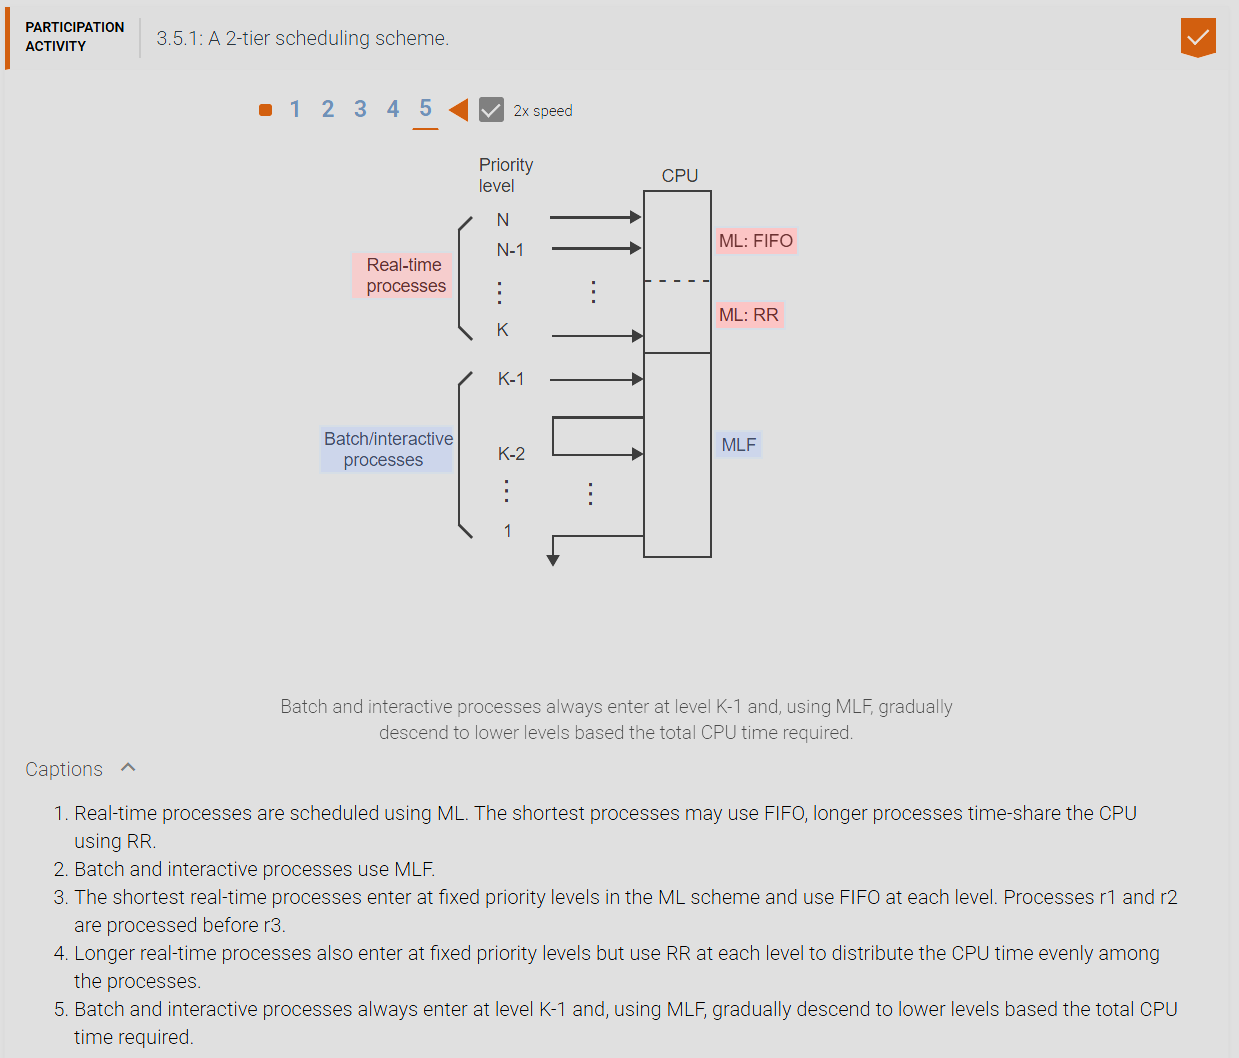 PARTICIPATION
ACTIVITY
3.5.1: A 2-tier scheduling scheme.
1 2 3 4 5 2x speed
Priority
level
CPU
N
N-1
ML: FIFO
Real-time
processes
ML: RR
K
K-1
Batch/interactive
processes
K-2
MLF
1
Batch and interactive processes always enter at level K-1 and, using MLF, gradually
descend to lower levels based the total CPU time required.
Captions
1. Real-time processes are scheduled using ML. The shortest processes may use FIFO, longer processes time-share the CPU
using RR.
2. Batch and interactive processes use MLF.
3. The shortest real-time processes enter at fixed priority levels in the ML scheme and use FIFO at each level. Processes r1 and r2
are processed before r3.
4. Longer real-time processes also enter at fixed priority levels but use RR at each level to distribute the CPU time evenly among
the processes.
5. Batch and interactive processes always enter at level K-1 and, using MLF, gradually descend to lower levels based the total CPU
time required.